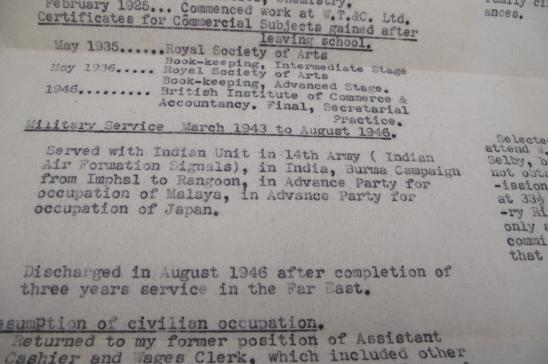 February 1925... Commenced work at W.T.&C. Ltd.
Certificates for Commercial Subjects gained after
leaving school.
May 1935......Royal Society of Arts
Book-keeping, Intermediate Stage
May 1936..... Royal Society of Arts
Book-keeping, Advanced Stage.
1946.......... British Institute of Commerce &
Accountancy. Final, Secretarial
Practice.
Military Service March 1943 to August 1946.
Served with Indian Unit in 14th Army ( Indian
Air Formation Signals), in India, Burma Campaign
from Imphal to Rangoon, in Advance Party for
occupation of Malaya, in Advance Party for
occupation of Japan.
Discharged in August 1946 after completion of
three years service in the Far East.
esumption of civilian occupation.
Returned to my former position of Assistant
Cashier and Wages Clerk, which included other
ances.
Selecte
attend W.
Selby, b
not obta
-ission
at 33½
-ry Ri
only a
commi
that